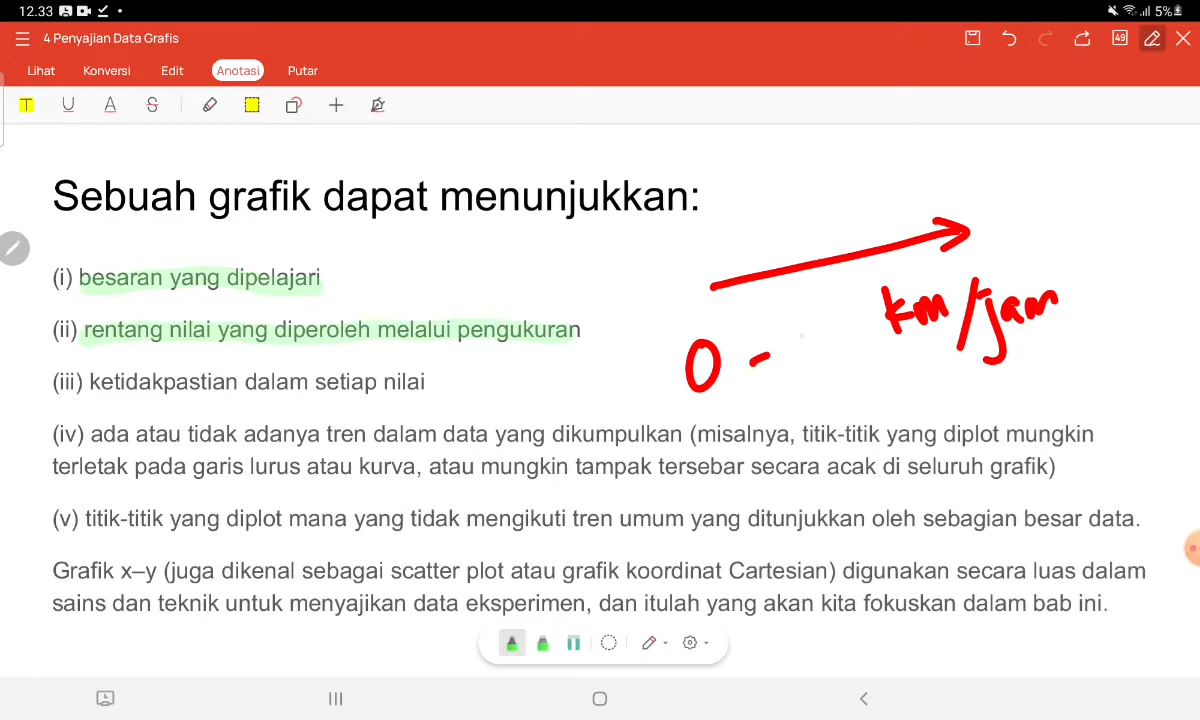 12.33
5%
4 Penyajian Data Grafis
49
Lihat Konversi Edit Anotasi Putar
T U A S
Sebuah grafik dapat menunjukkan:
(i) besaran yang dipelajari
(ii) rentang nilai yang diperoleh melalui pengukuran
km/jam
0 -
(iii) ketidakpastian dalam setiap nilai
(iv) ada atau tidak adanya tren dalam data yang dikumpulkan (misalnya, titik-titik yang diplot mungkin
terletak pada garis lurus atau kurva, atau mungkin tampak tersebar secara acak di seluruh grafik)
(v) titik-titik yang diplot mana yang tidak mengikuti tren umum yang ditunjukkan oleh sebagian besar data.
Grafik x–y (juga dikenal sebagai scatter plot atau grafik koordinat Cartesian) digunakan secara luas dalam
sains dan teknik untuk menyajikan data eksperimen, dan itulah yang akan kita fokuskan dalam bab ini.